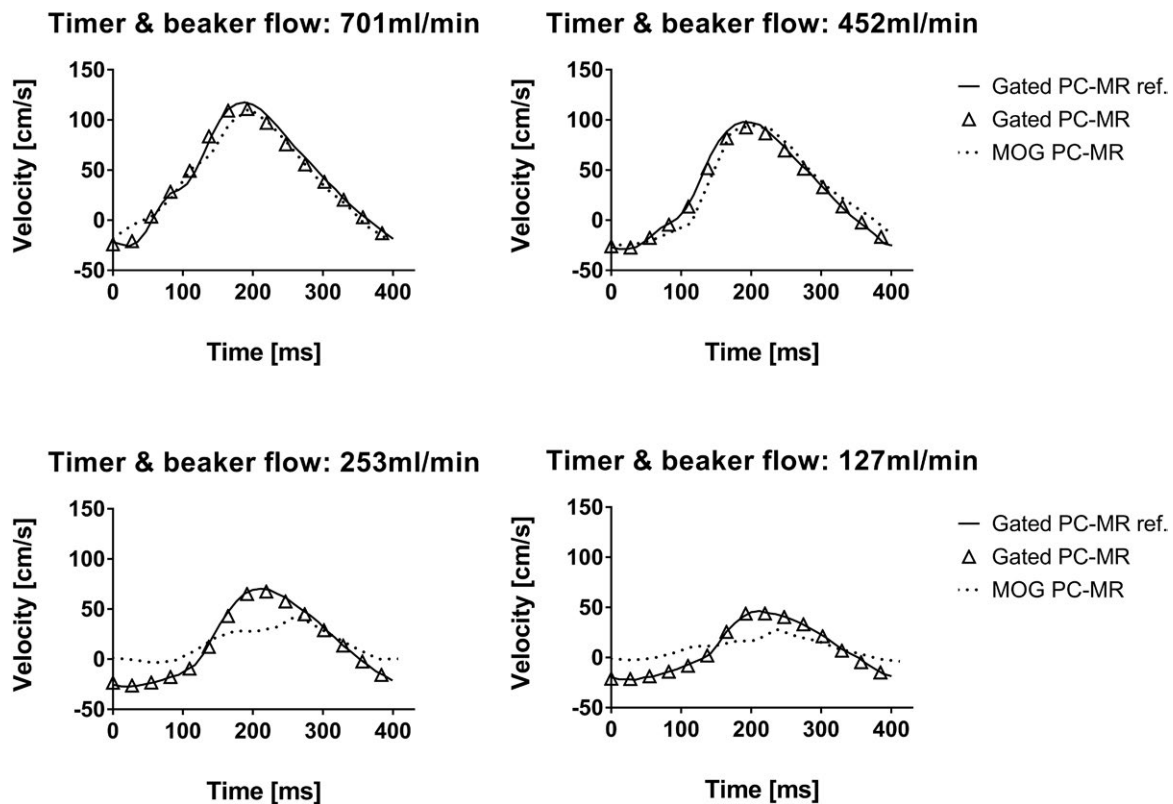 Timer & beaker flow: 701ml/min
Velocity [cm/s]
150
100
50
0
-50
0 100 200 300 400
Time [ms]
Timer & beaker flow: 452ml/min
Velocity [cm/s]
150
100
50
0
-50
0 100 200 300 400
Time [ms]
Gated PC-MR ref.
Gated PC-MR
MOG PC-MR
Timer & beaker flow: 253ml/min
Velocity [cm/s]
150
100
50
0
-50
0 100 200 300 400
Time [ms]
Timer & beaker flow: 127ml/min
Velocity [cm/s]
150
100
50
0
-50
0 100 200 300 400
Time [ms]
Gated PC-MR ref.
Gated PC-MR
MOG PC-MR